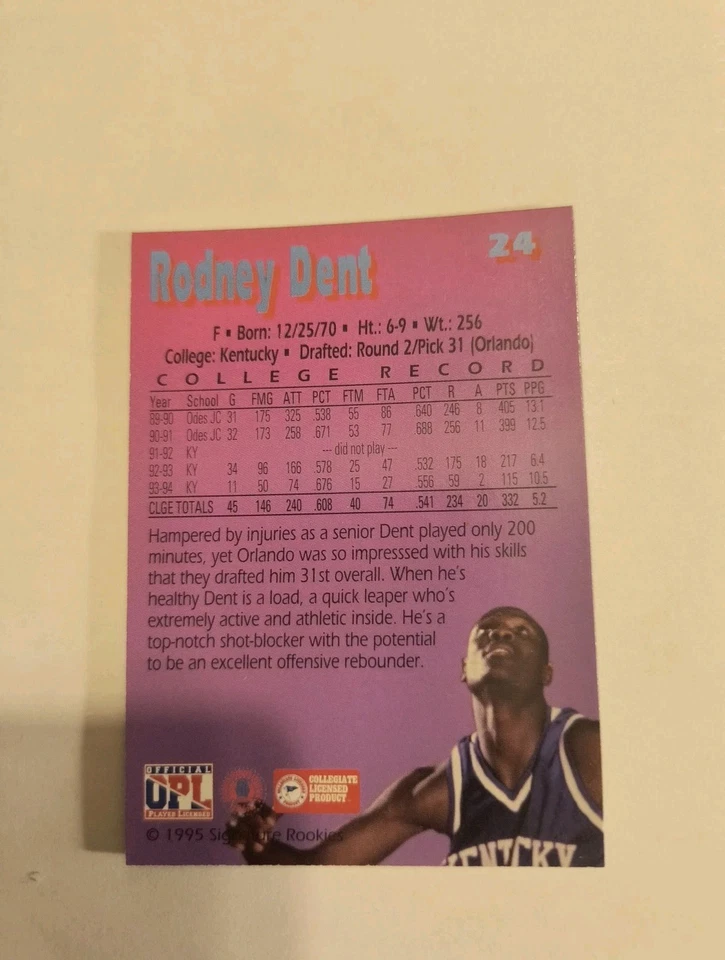 Rodney Dent
24
F ▪ Born: 12/25/70 ▪ Ht.: 6-9 ▪ Wt.: 256
College: Kentucky ▪ Drafted: Round 2/Pick 31 (Orlando)
COLLEGE RECORD
Year School G FMG ATT PCT FTM FTA PCT R A PTS PPG
89-90 Odes JC 31 175 325 .538 55 86 .640 246 8 405 13.1
90-91 Odes JC 32 173 258 .671 53 77 .688 256 11 399 12.5
91-92 KY --- did not play ---
92-93 KY 34 96 166 .578 25 47 .532 175 18 217 6.4
93-94 KY 11 50 74 .676 15 27 .556 59 2 115 10.5
CLGE TOTALS 45 146 240 .608 40 74 .541 234 20 332 5.2
Hampered by injuries as a senior Dent played only 200
minutes, yet Orlando was so impresssed with his skills
that they drafted him 31st overall. When he's
healthy Dent is a load, a quick leaper who's
extremely active and athletic inside. He's a
top-notch shot-blocker with the potential
to be an excellent offensive rebounder.
OFFICIAL
UPL
PLAYER LICENSED
COLLEGIATE
LICENSED
PRODUCT
© 1995 Signature Rookies
KENTUCKY